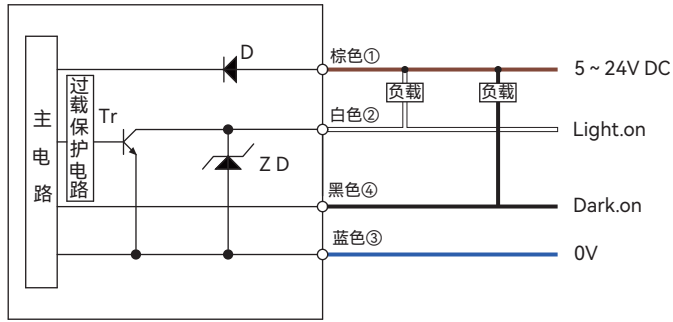 主电路
过载保护电路
Tr
D
Z D
棕色①
白色②
黑色④
蓝色③
负载
负载
5 ~ 24V DC
Light.on
Dark.on
0V